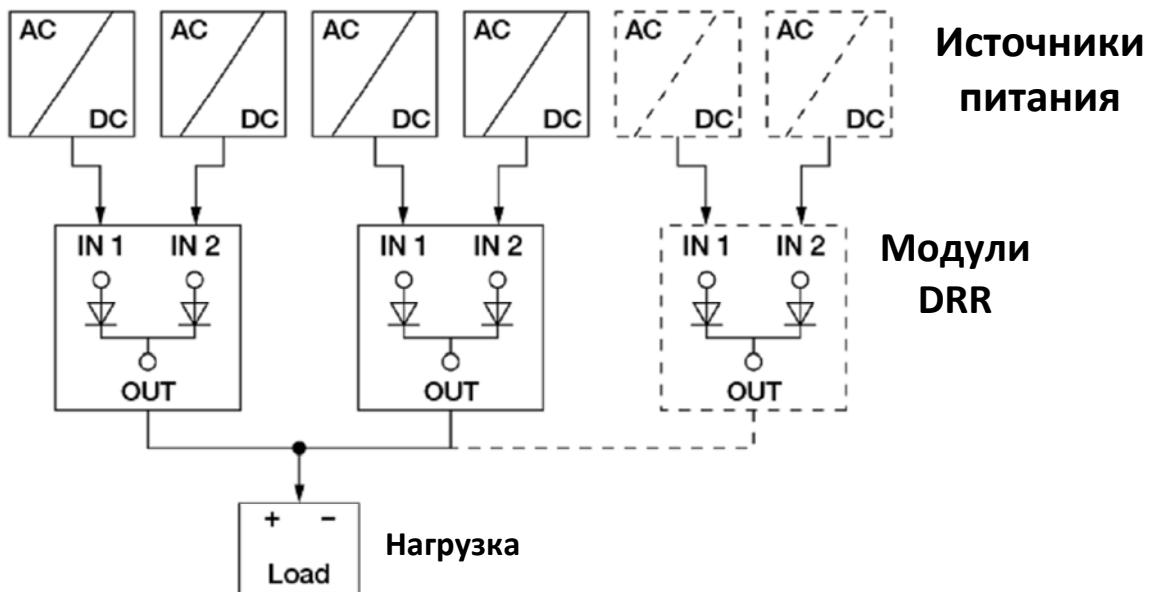 AC AC AC AC AC AC
DC DC DC DC DC DC
Источники
питания
IN 1 IN 2 IN 1 IN 2 IN 1 IN 2
Модули
DRR
OUT OUT OUT
+ −
Load
Нагрузка